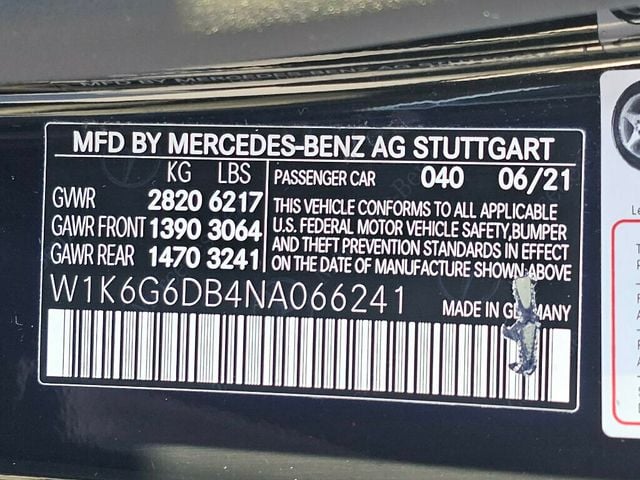 MFD BY MERCEDES-BENZ AG STUTTGART
KG LBS
GVWR 2820 6217
GAWR FRONT 1390 3064
GAWR REAR 1470 3241
PASSENGER CAR 040 06/21
THIS VEHICLE CONFORMS TO ALL APPLICABLE
U.S. FEDERAL MOTOR VEHICLE SAFETY,BUMPER
AND THEFT PREVENTION STANDARDS IN EFFECT
ON THE DATE OF MANUFACTURE SHOWN ABOVE
W1K6G6DB4NA066241
MADE IN GERMANY